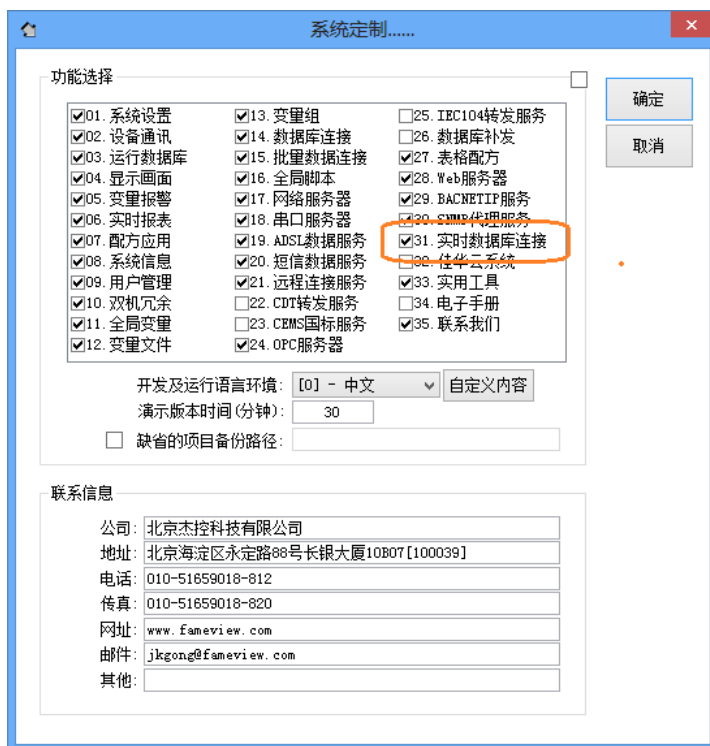 系统定制......
功能选择
01. 系统设置
02. 设备通讯
03. 运行数据库
04. 显示画面
05. 变量报警
06. 实时报表
07. 配方应用
08. 系统信息
09. 用户管理
10. 双机冗余
11. 全局变量
12. 变量文件
13. 变量组
14. 数据库连接
15. 批量数据连接
16. 全局脚本
17. 网络服务器
18. 串口服务器
19. ADSL数据服务
20. 短信数据服务
21. 远程连接服务
22. CDT转发服务
23. CEMS国标服务
24. OPC服务器
25. IEC104转发服务
26. 数据库补发
27. 表格配方
28. Web服务器
29. BACNETIP服务
30. SNMP代理服务
31. 实时数据库连接
32. 佳华云系统
33. 实用工具
34. 电子手册
35. 联系我们
确定
取消
开发及运行语言环境: [0] - 中文 自定义内容
演示版本时间(分钟): 30
缺省的项目备份路径:
联系信息
公司: 北京杰控科技有限公司
地址: 北京海淀区永定路88号长银大厦10B07[100039]
电话: 010-51659018-812
传真: 010-51659018-820
网址: www.fameview.com
邮件: jkgong@fameview.com
其他: